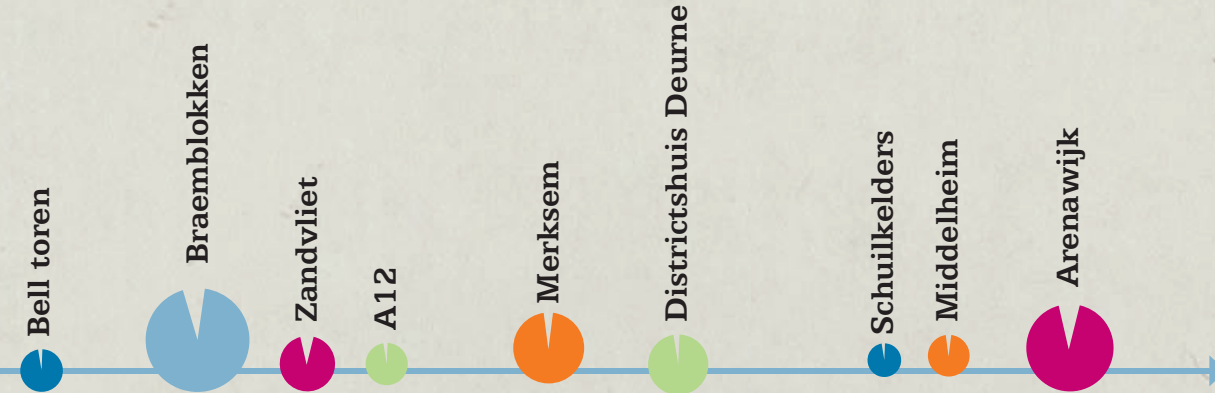 Bell toren
Braemblokken
Zandvliet
A12
Merksem
Districtshuis Deurne
Schuilkelders
Middelheim
Arenawijk